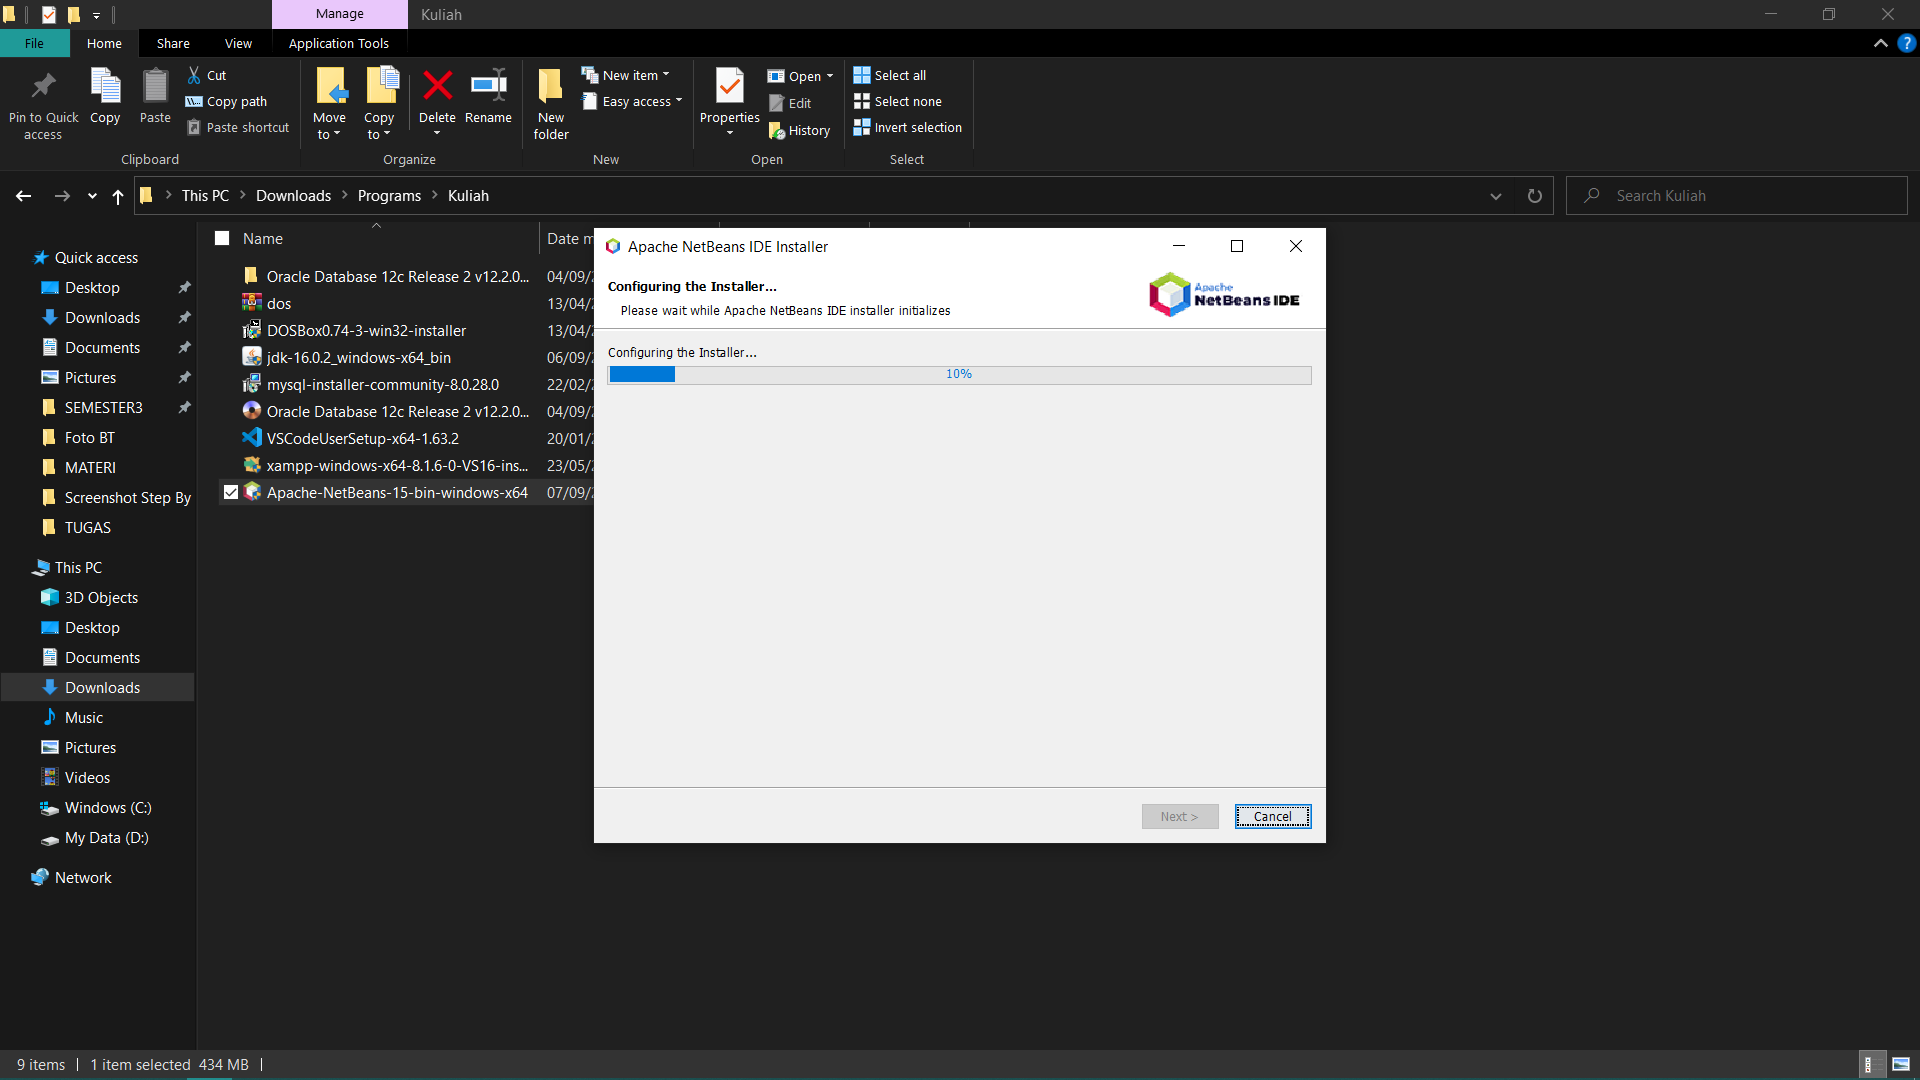 Manage
Kuliah
File
Home
Share
View
Application Tools
Pin to Quick access
Copy
Paste
Cut
Copy path
Paste shortcut
Clipboard
Move to
Copy to
Delete
Rename
Organize
New folder
New item
Easy access
New
Properties
Open
Edit
History
Open
Select all
Select none
Invert selection
Select
This PC
Downloads
Programs
Kuliah
Search Kuliah
Quick access
Desktop
Downloads
Documents
Pictures
SEMESTER3
Foto BT
MATERI
Screenshot Step By
TUGAS
This PC
3D Objects
Desktop
Documents
Downloads
Music
Pictures
Videos
Windows (C:)
My Data (D:)
Network
Name
Date m
Oracle Database 12c Release 2 v12.2.0... 04/09/2
dos 13/04/2
DOSBox0.74-3-win32-installer 13/04/2
jdk-16.0.2_windows-x64_bin 06/09/2
mysql-installer-community-8.0.28.0 22/02/2
Oracle Database 12c Release 2 v12.2.0... 04/09/2
VSCodeUserSetup-x64-1.63.2 20/01/2
xampp-windows-x64-8.1.6-0-VS16-ins... 23/05/2
Apache-NetBeans-15-bin-windows-x64 07/09/2
Apache NetBeans IDE Installer
Configuring the Installer...
Please wait while Apache NetBeans IDE installer initializes
Apache
NetBeans IDE
Configuring the Installer...
10%
Next >
Cancel
9 items
1 item selected 434 MB